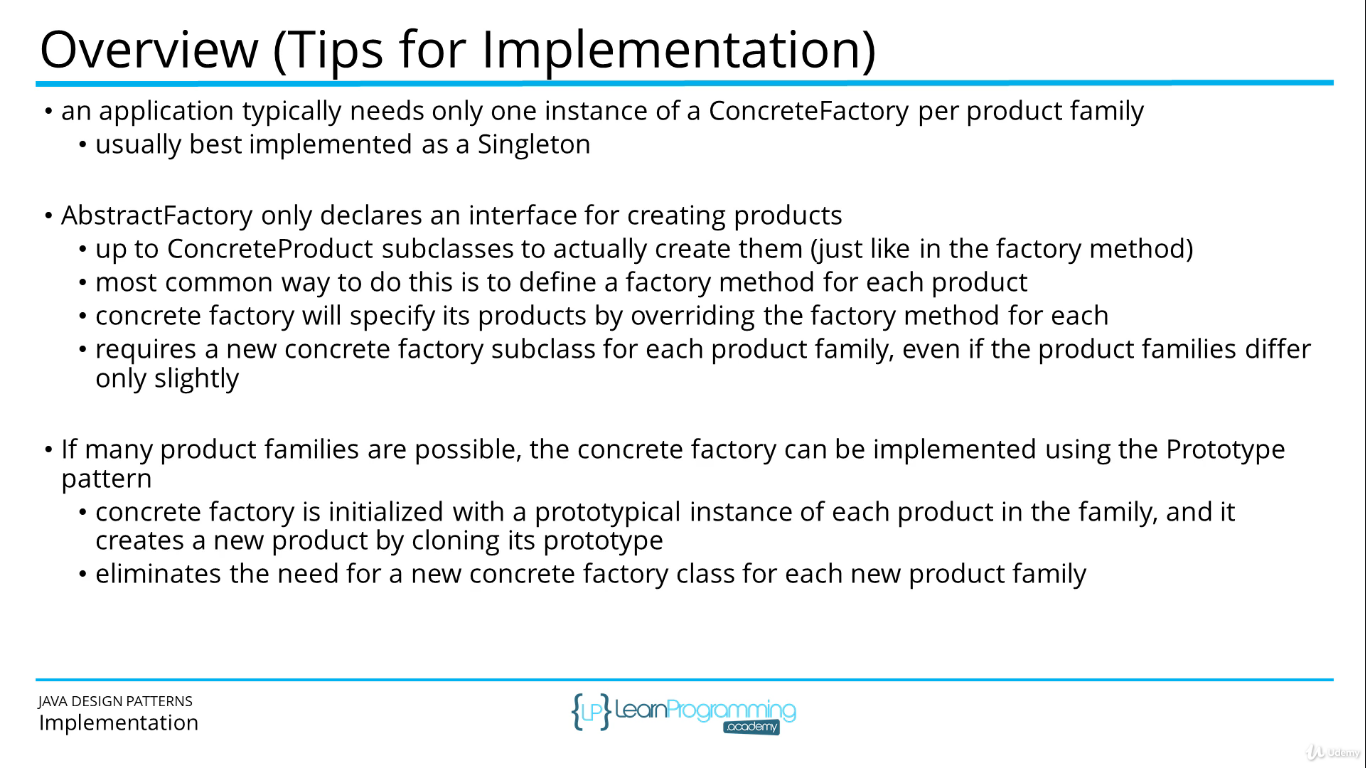 Overview (Tips for Implementation)
• an application typically needs only one instance of a ConcreteFactory per product family
• usually best implemented as a Singleton
• AbstractFactory only declares an interface for creating products
• up to ConcreteProduct subclasses to actually create them (just like in the factory method)
• most common way to do this is to define a factory method for each product
• concrete factory will specify its products by overriding the factory method for each
• requires a new concrete factory subclass for each product family, even if the product families differ
only slightly
• If many product families are possible, the concrete factory can be implemented using the Prototype
pattern
• concrete factory is initialized with a prototypical instance of each product in the family, and it
creates a new product by cloning its prototype
• eliminates the need for a new concrete factory class for each new product family
JAVA DESIGN PATTERNS
Implementation
{LP} LearnProgramming
.academy
Udemy